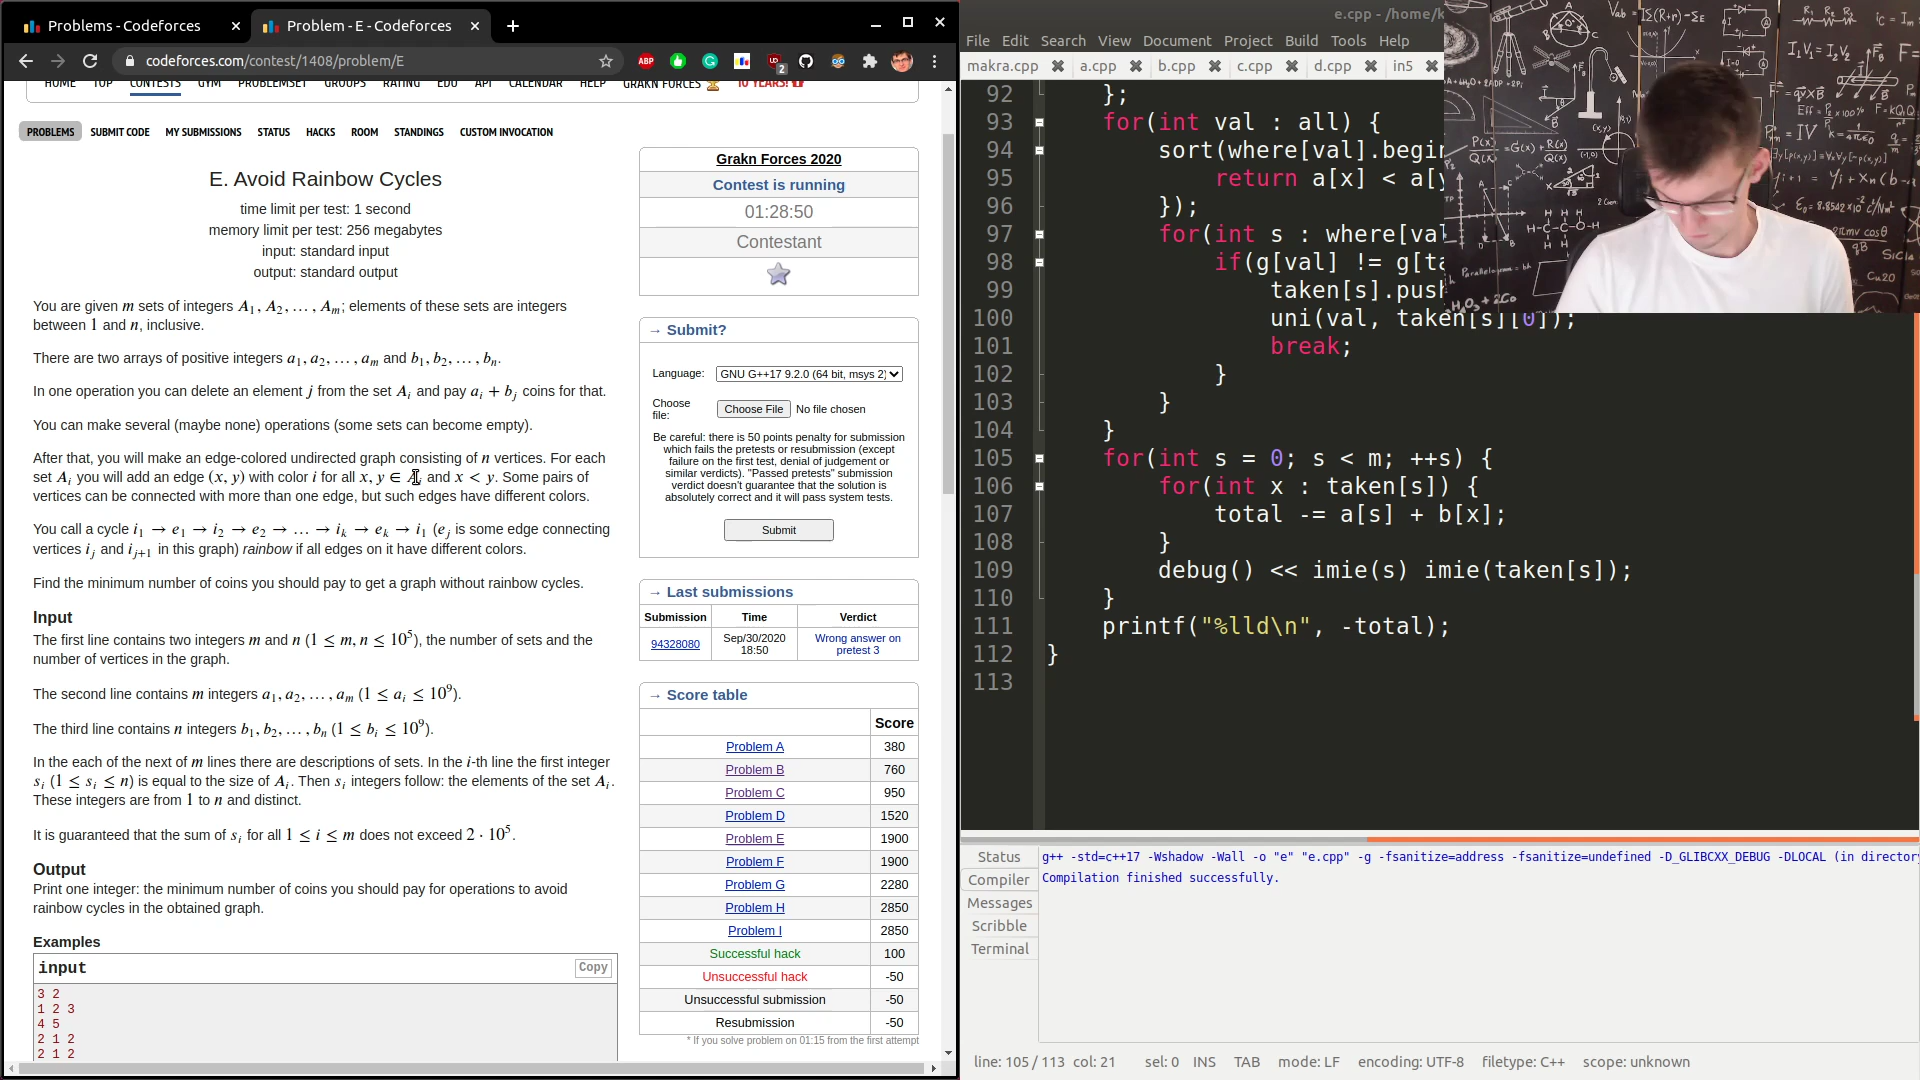 Problems - Codeforces
Problem - E - Codeforces
codeforces.com/contest/1408/problem/E
HOME TOP CONTESTS GYM PROBLEMSET GROUPS RATING EDU API CALENDAR HELP GRAKN FORCES 10 YEARS!
PROBLEMS SUBMIT CODE MY SUBMISSIONS STATUS HACKS ROOM STANDINGS CUSTOM INVOCATION
E. Avoid Rainbow Cycles
time limit per test: 1 second
memory limit per test: 256 megabytes
input: standard input
output: standard output
You are given m sets of integers A1, A2, ..., Am; elements of these sets are integers
between 1 and n, inclusive.
There are two arrays of positive integers a1, a2, ..., am and b1, b2, ..., bn.
In one operation you can delete an element j from the set Ai and pay ai + bj coins for that.
You can make several (maybe none) operations (some sets can become empty).
After that, you will make an edge-colored undirected graph consisting of n vertices. For each
set Ai you will add an edge (x, y) with color i for all x, y ∈ Ai and x < y. Some pairs of
vertices can be connected with more than one edge, but such edges have different colors.
You call a cycle i1 → e1 → i2 → e2 → ... → ik → ek → i1 (ej is some edge connecting
vertices ij and ij+1 in this graph) rainbow if all edges on it have different colors.
Find the minimum number of coins you should pay to get a graph without rainbow cycles.
Input
The first line contains two integers m and n (1 ≤ m, n ≤ 10^5), the number of sets and the
number of vertices in the graph.
The second line contains m integers a1, a2, ..., am (1 ≤ ai ≤ 10^9).
The third line contains n integers b1, b2, ..., bn (1 ≤ bi ≤ 10^9).
In the each of the next of m lines there are descriptions of sets. In the i-th line the first integer
si (1 ≤ si ≤ n) is equal to the size of Ai. Then si integers follow: the elements of the set Ai.
These integers are from 1 to n and distinct.
It is guaranteed that the sum of si for all 1 ≤ i ≤ m does not exceed 2 · 10^5.
Output
Print one integer: the minimum number of coins you should pay for operations to avoid
rainbow cycles in the obtained graph.
Examples
input Copy
3 2
1 2 3
4 5
2 1 2
2 1 2
Grakn Forces 2020
Contest is running
01:28:50
Contestant
→ Submit?
Language: GNU G++17 9.2.0 (64 bit, msys 2)
Choose file: Choose File No file chosen
Be careful: there is 50 points penalty for submission
which fails the pretests or resubmission (except
failure on the first test, denial of judgement or
similar verdicts). "Passed pretests" submission
verdict doesn't guarantee that the solution is
absolutely correct and it will pass system tests.
Submit
→ Last submissions
Submission Time Verdict
94328080 Sep/30/2020 18:50 Wrong answer on pretest 3
→ Score table
Score
Problem A 380
Problem B 760
Problem C 950
Problem D 1520
Problem E 1900
Problem F 1900
Problem G 2280
Problem H 2850
Problem I 2850
Successful hack 100
Unsuccessful hack -50
Unsuccessful submission -50
Resubmission -50
* If you solve problem on 01:15 from the first attempt
e.cpp - /home/k
File Edit Search View Document Project Build Tools Help
makra.cpp a.cpp b.cpp c.cpp d.cpp in5
92 };
93 for(int val : all) {
94 sort(where[val].begin
95 return a[x] < a[y
96 });
97 for(int s : where[val
98 if(g[val] != g[ta
99 taken[s].push
100 uni(val, taken[s][0]);
101 break;
102 }
103 }
104 }
105 for(int s = 0; s < m; ++s) {
106 for(int x : taken[s]) {
107 total -= a[s] + b[x];
108 }
109 debug() << imie(s) imie(taken[s]);
110 }
111 printf("%lld\n", -total);
112 }
113
Status
Compiler
Messages
Scribble
Terminal
g++ -std=c++17 -Wshadow -Wall -o "e" "e.cpp" -g -fsanitize=address -fsanitize=undefined -D_GLIBCXX_DEBUG -DLOCAL (in directory
Compilation finished successfully.
line: 105 / 113 col: 21 sel: 0 INS TAB mode: LF encoding: UTF-8 filetype: C++ scope: unknown